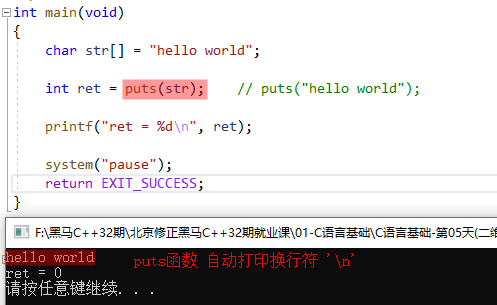 int main(void)
{
char str[] = "hello world";
int ret = puts(str); // puts("hello world");
printf("ret = %d\n", ret);
system("pause");
return EXIT_SUCCESS;
}
F:\黑马C++32期\北京修正黑马C++32期就业课\01-C语言基础\C语言基础-第05天(二维
hello world puts函数 自动打印换行符 '\n'
ret = 0
请按任意键继续. . .